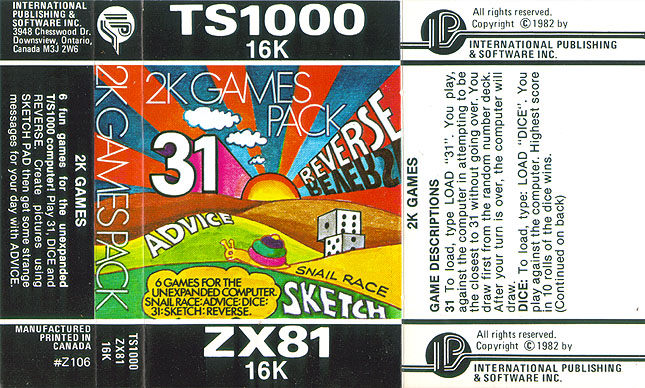 INTERNATIONAL
PUBLISHING &
SOFTWARE INC.
3948 Chesswood Dr.
Downsview, Ontario,
Canada M3J 2W6
2K GAMES
6 fun games for the unexpanded
T/S1000 computer! Play 31, DICE and
REVERSE. Create pictures using
SKETCH PAD then get some strange
messages for your day with ADVICE.
MANUFACTURED
PRINTED IN
CANADA
#Z106
IP
2K GAMES PACK
TS1000
ZX81
16K
TS1000
16K
2K GAMES
PACK
31
REVERSE
REVERSE
ADVICE
SNAIL RACE
SKETCH
6 GAMES FOR THE
UNEXPANDED COMPUTER.
SNAIL RACE: ADVICE: DICE:
31: SKETCH: REVERSE.
ZX81
16K
IP
All rights reserved.
Copyright © 1982 by
INTERNATIONAL PUBLISHING
& SOFTWARE INC.
2K GAMES
GAME DESCRIPTIONS
31 To load, type LOAD "31". You play,
against the computer in attempting to be
the closest to 31 without going over. You
draw first from the random number deck.
After your turn is over, the computer will
draw.
DICE: To load, type: LOAD "DICE". You
play against the computer. Highest score
in 10 rolls of the dice wins.
(Continued on back)
IP
All rights reserved.
Copyright © 1982 by
INTERNATIONAL PUBLISHING
& SOFTWARE INC.